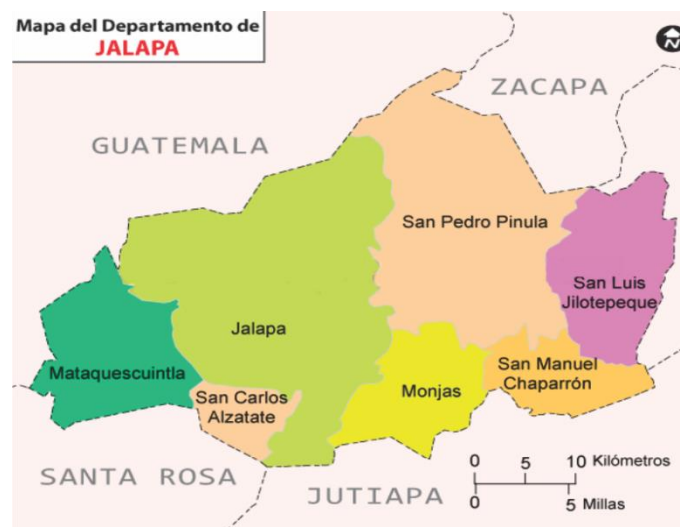 Mapa del Departamento de
JALAPA
N
ZACAPA
GUATEMALA
San Pedro Pinula
San Luis
Jilotepeque
Jalapa
San Manuel
Chaparrón
Mataquescuintla
Monjas
San Carlos
Alzatate
SANTA ROSA
JUTIAPA
0 5 10 Kilómetros
0 5 Millas